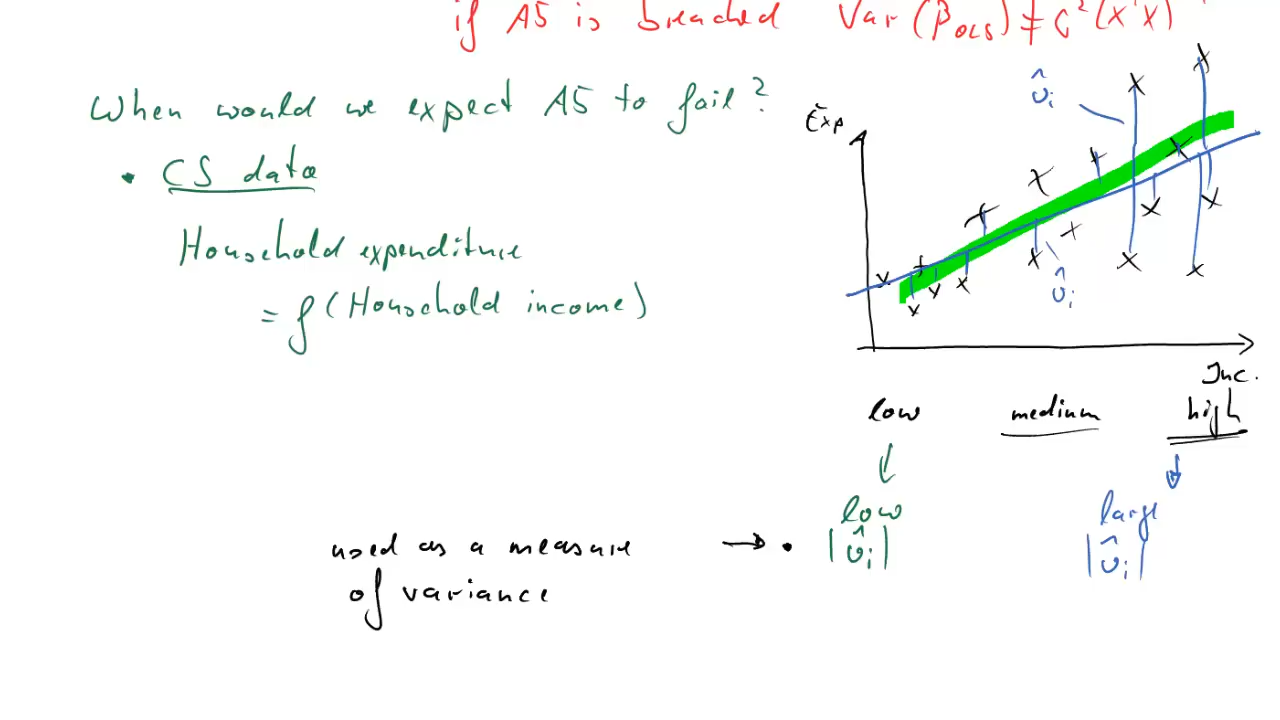 if A5 is breached Var(β̂OLS) ≠ σ²(X'X)⁻¹
When would we expect A5 to fail?
• CS data
Household expenditure
= f(Household income)
Exp
ûi
ûi
Inc.
low medium high
low large
used as a measure → • |ûi| |ûi|
of variance